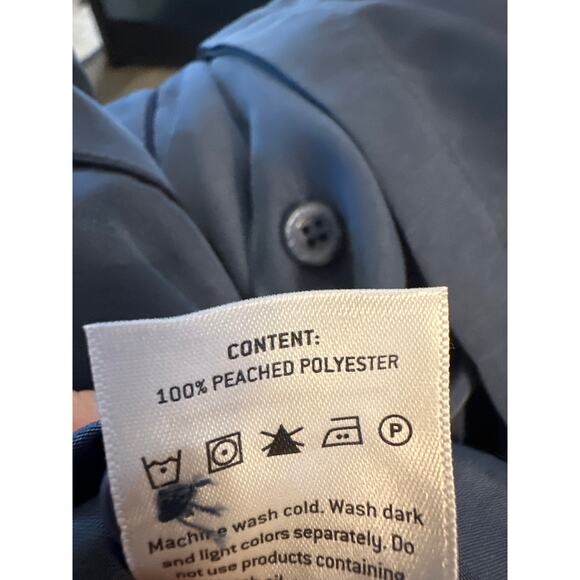 CONTENT:
100% PEACHED POLYESTER
P
Machine wash cold. Wash dark
and light colors separately. Do
not use products containing